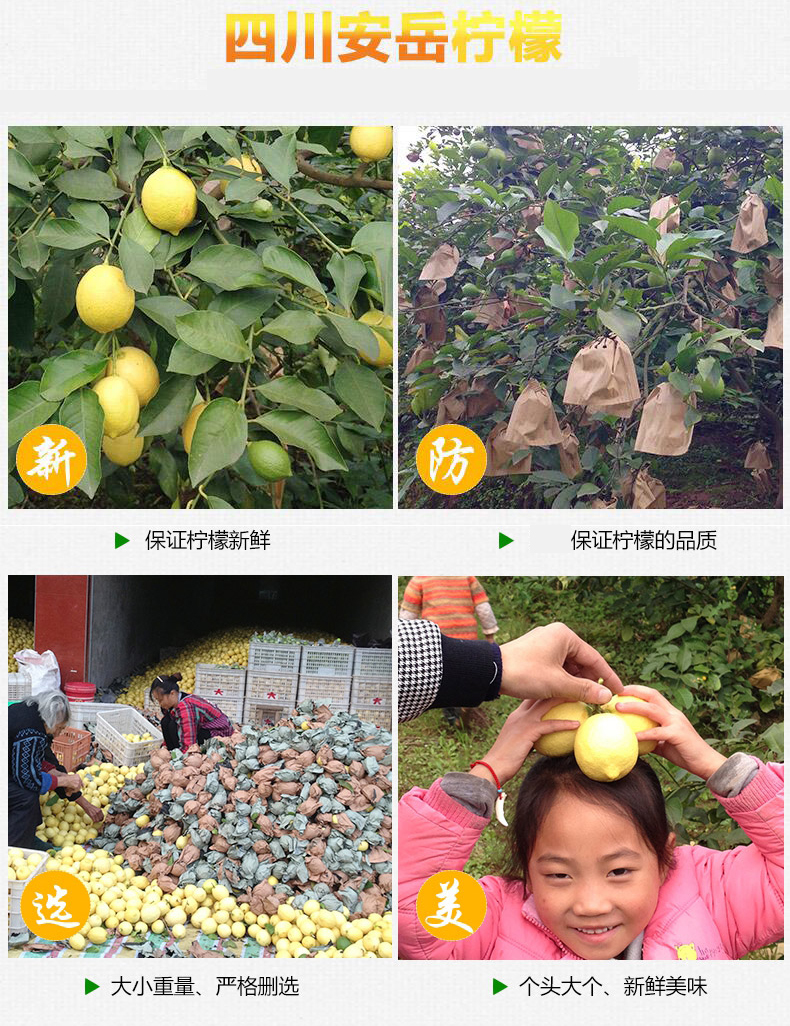 四川安岳柠檬
新
防
保证柠檬新鲜
保证柠檬的品质
选
美
大小重量、严格删选
个头大个、新鲜美味